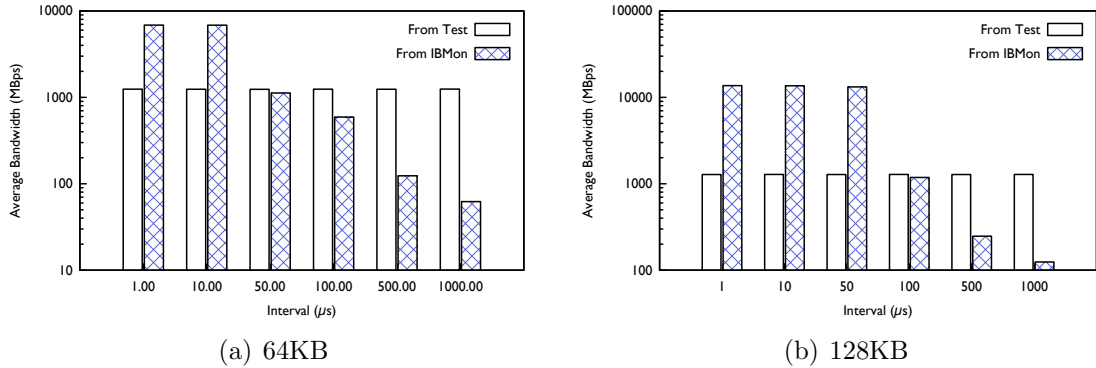 10000
1000
100
10
Average Bandwidth (MBps)
From Test
From IBMon
1.00 10.00 50.00 100.00 500.00 1000.00
Interval (µs)
(a) 64KB
100000
10000
1000
100
Average Bandwidth (MBps)
From Test
From IBMon
1 10 50 100 500 1000
Interval (µs)
(b) 128KB